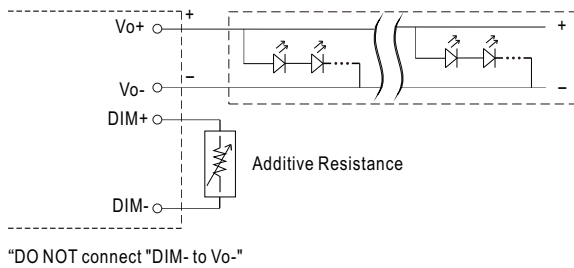 Vo+
+
+
Vo-
−
−
DIM+
Additive Resistance
DIM-
“DO NOT connect "DIM- to Vo-"